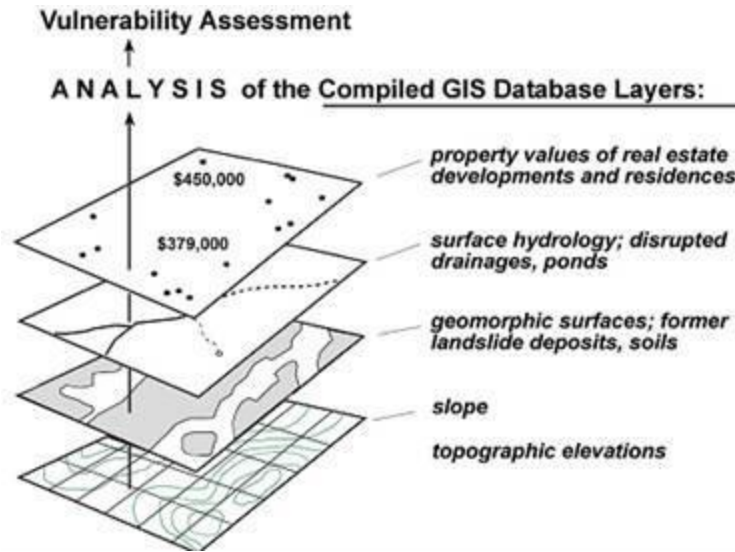 Vulnerability Assessment
A N A L Y S I S of the Compiled GIS Database Layers:
property values of real estate
developments and residences
$450,000
$379,000
surface hydrology; disrupted
drainages, ponds
geomorphic surfaces; former
landslide deposits, soils
slope
topographic elevations